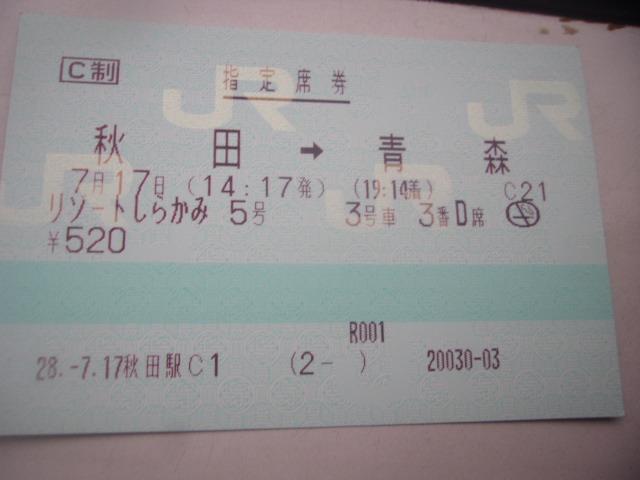 C制
指定席券
秋田 → 青森
7月17日 (14:17発) (19:14着) C21
リゾートしらかみ 5号 3号車 3番D席
¥520
R001
28.-7.17秋田駅C1 (2- ) 20030-03